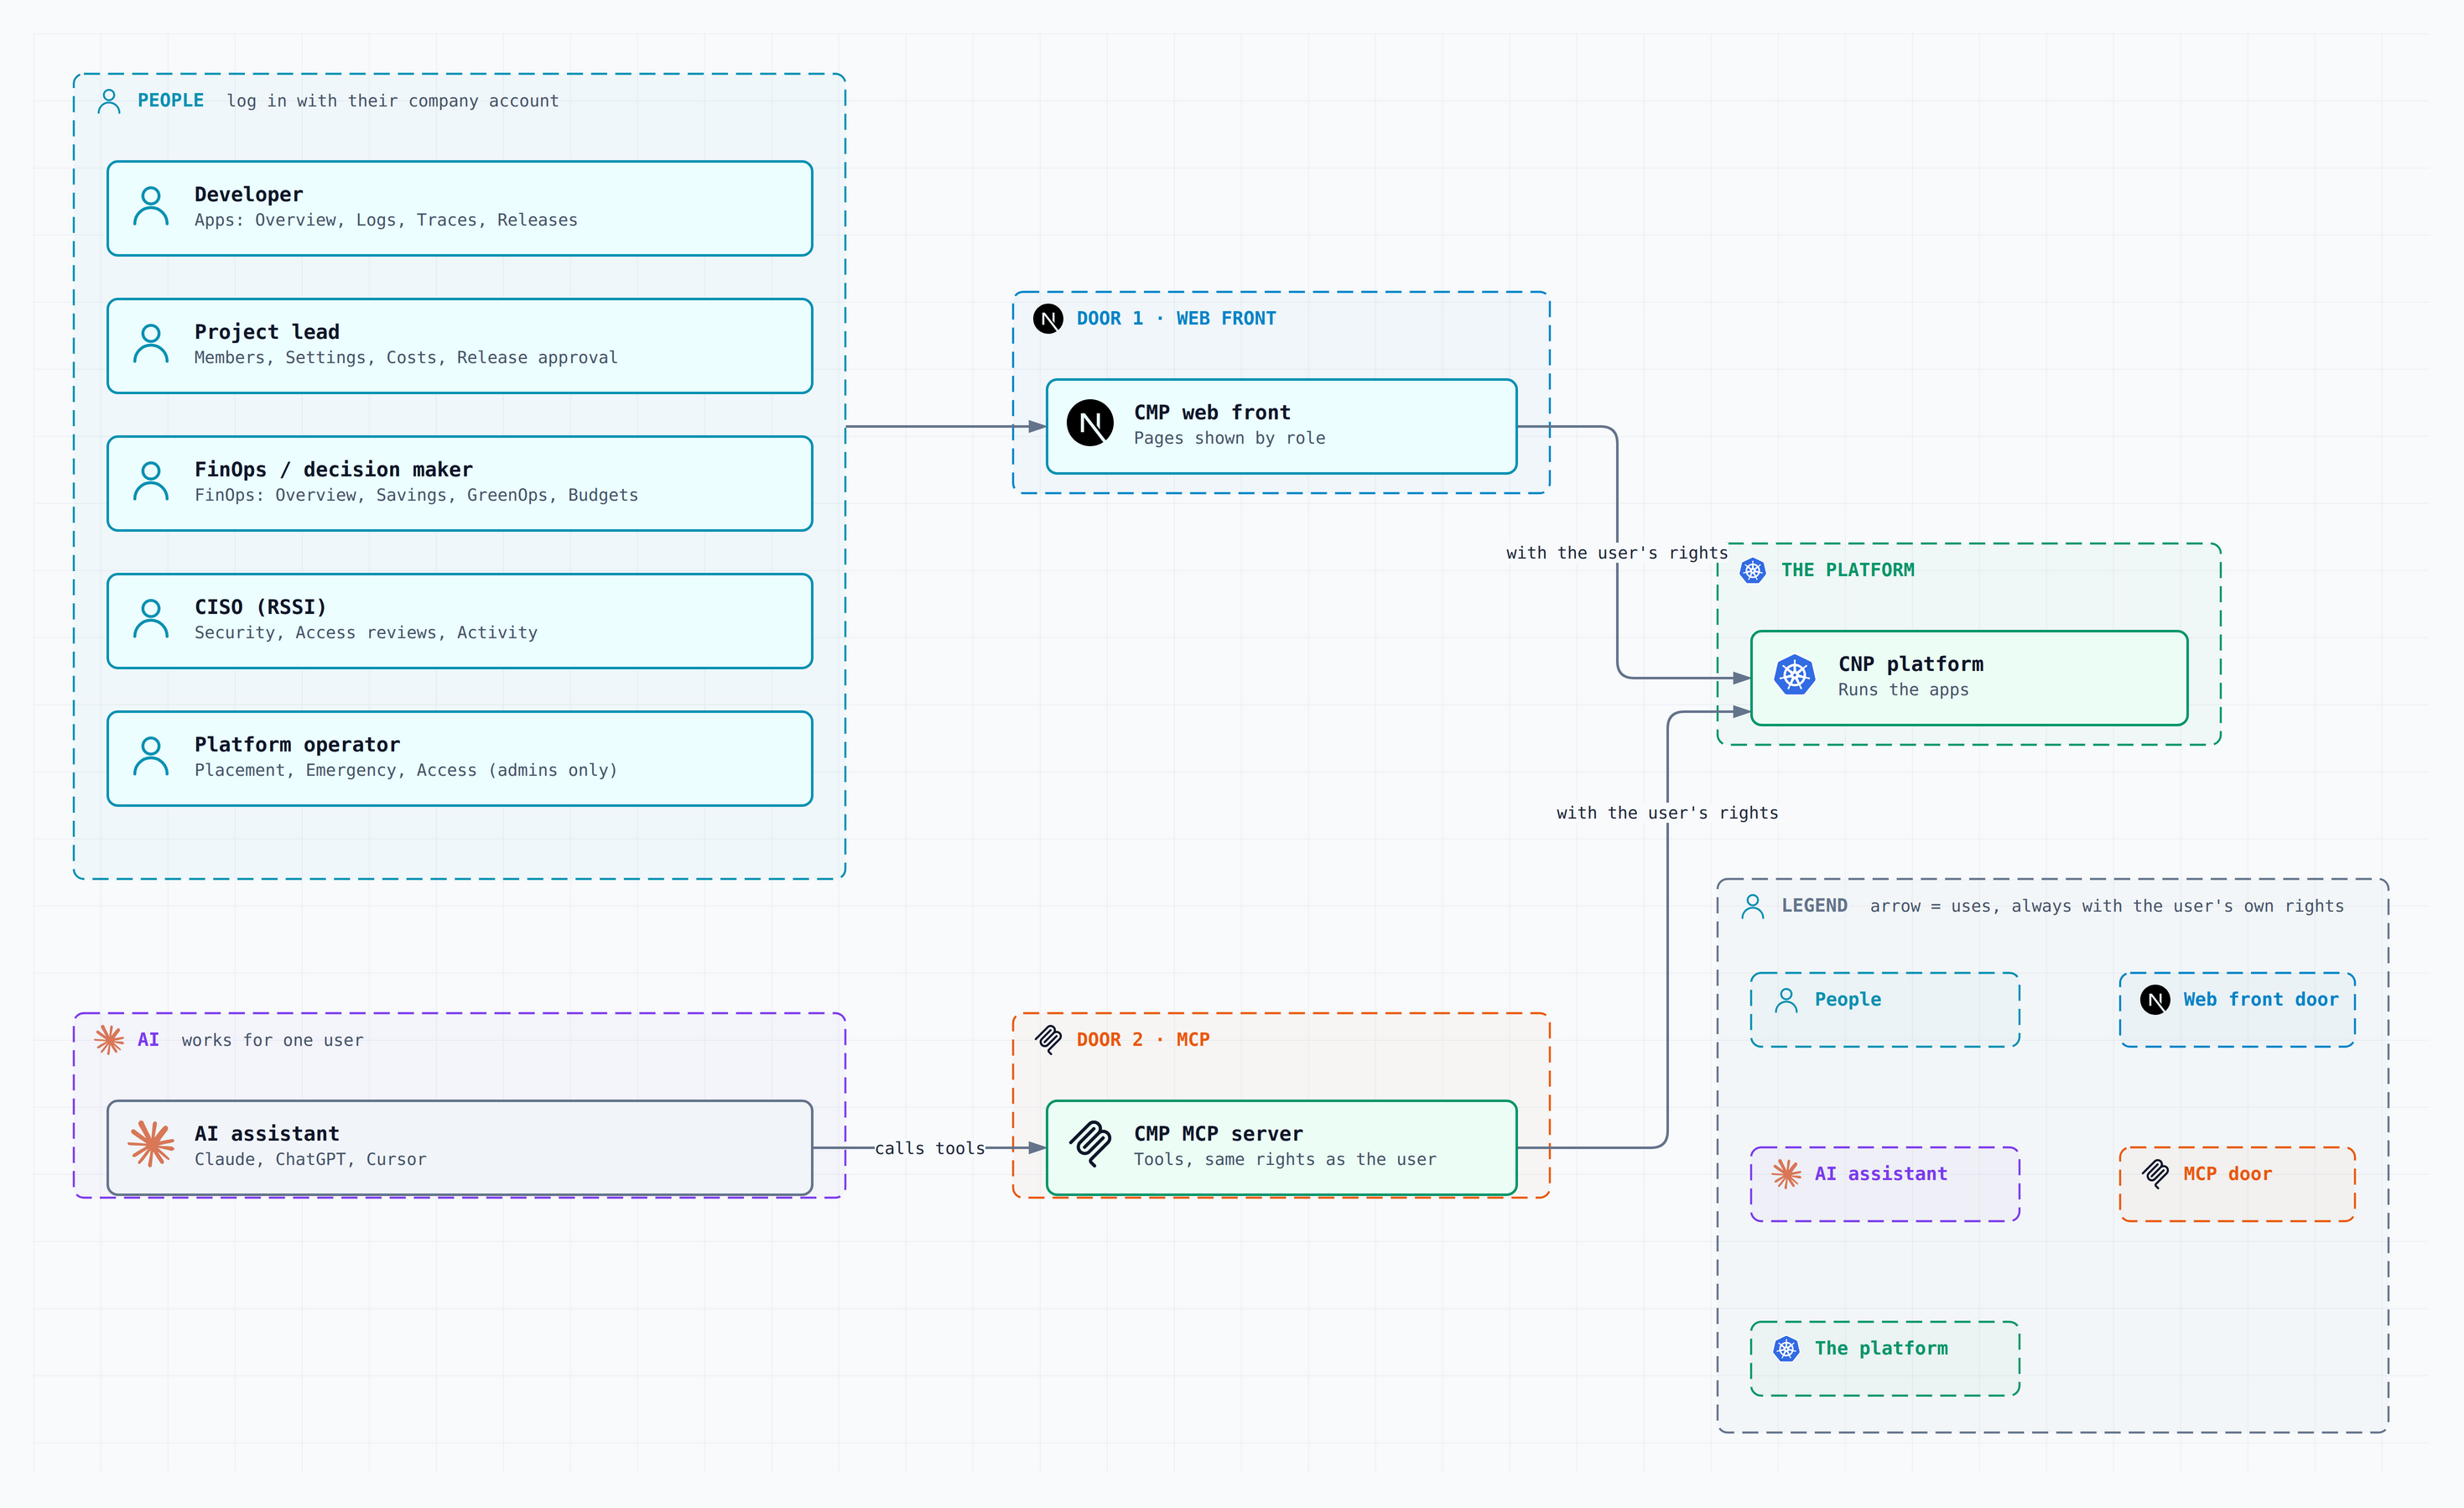 PEOPLE log in with their company account
Developer
Apps: Overview, Logs, Traces, Releases
Project lead
Members, Settings, Costs, Release approval
FinOps / decision maker
FinOps: Overview, Savings, GreenOps, Budgets
CISO (RSSI)
Security, Access reviews, Activity
Platform operator
Placement, Emergency, Access (admins only)
DOOR 1 · WEB FRONT
CMP web front
Pages shown by role
with the user's rights
THE PLATFORM
CNP platform
Runs the apps
with the user's rights
AI works for one user
AI assistant
Claude, ChatGPT, Cursor
calls tools
DOOR 2 · MCP
CMP MCP server
Tools, same rights as the user
LEGEND arrow = uses, always with the user's own rights
People
Web front door
AI assistant
MCP door
The platform